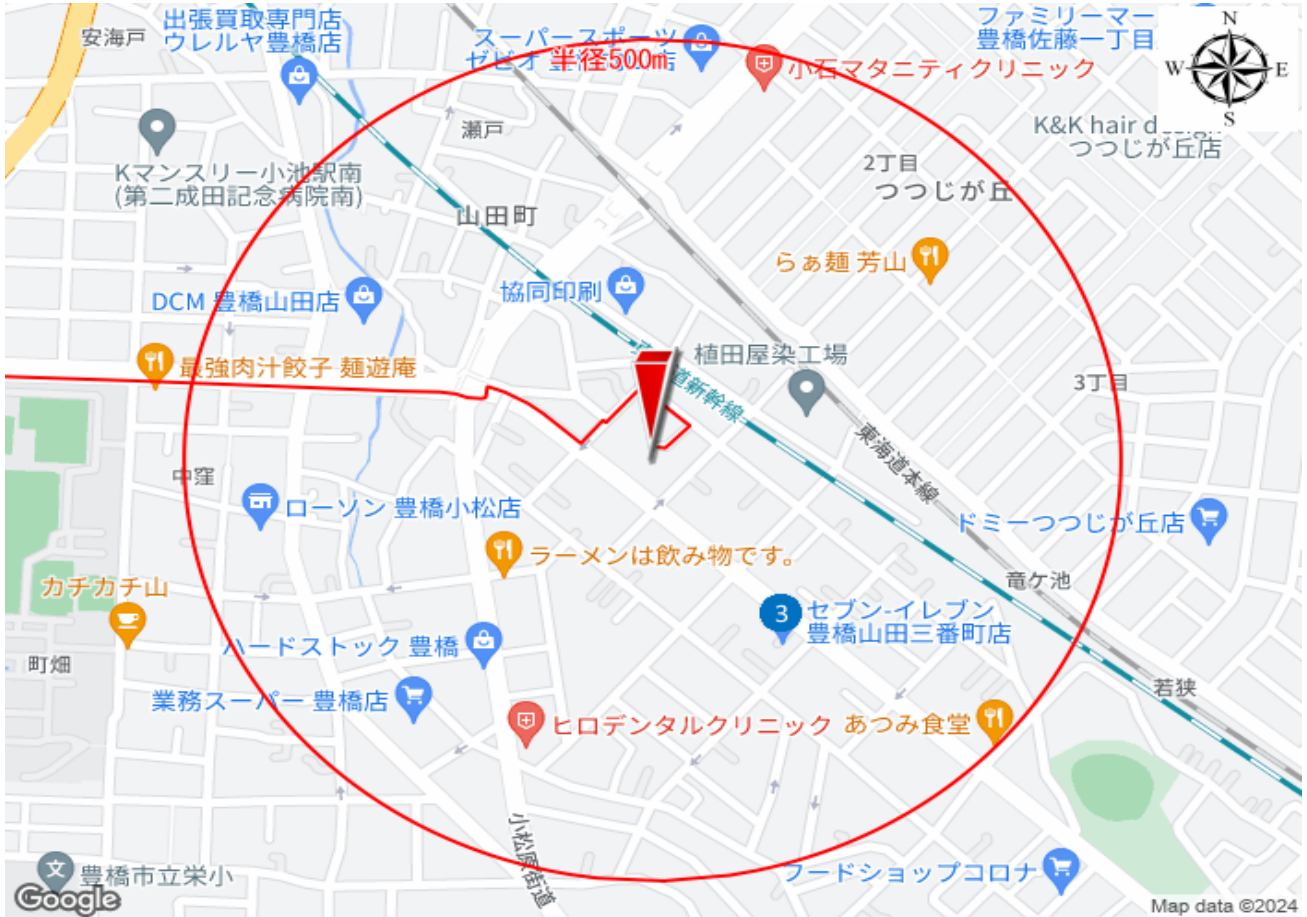 出張買取専門店
ウレルヤ豊橋店
安海戸
スーパースポーツ
ゼビオ 豊
店
半径500m
ファミリーマー
豊橋佐藤一丁目
N
W
E
S
小石マタニティクリニック
K&K hair
つつじが丘店
瀬戸
Kマンスリー小池駅南
(第二成田記念病院南)
2丁目
つつじが丘
山田町
らぁ麺 芳山
DCM 豊橋山田店
協同印刷
最強肉汁餃子 麺遊庵
植田屋染工場
道新幹線
3丁目
東海道本線
中窪
ローソン 豊橋小松店
ドミーつつじが丘店
ラーメンは飲み物です。
カチカチ山
竜ケ池
3
セブン-イレブン
豊橋山田三番町店
ハードストック 豊橋
町畑
若狭
業務スーパー 豊橋店
ヒロデンタルクリニック
あつみ食堂
小松原街道
豊橋市立栄小
文
フードショップコロナ
Google
Map data ©2024